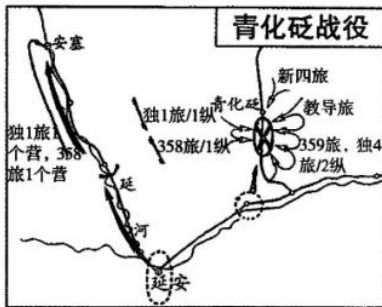 青化砭战役
安塞
新四旅
青化砭
教导旅
独1旅/1纵
358旅/1纵
359旅，独4
旅/2纵
独1旅1
个营，358
旅1个营
延
河
延安